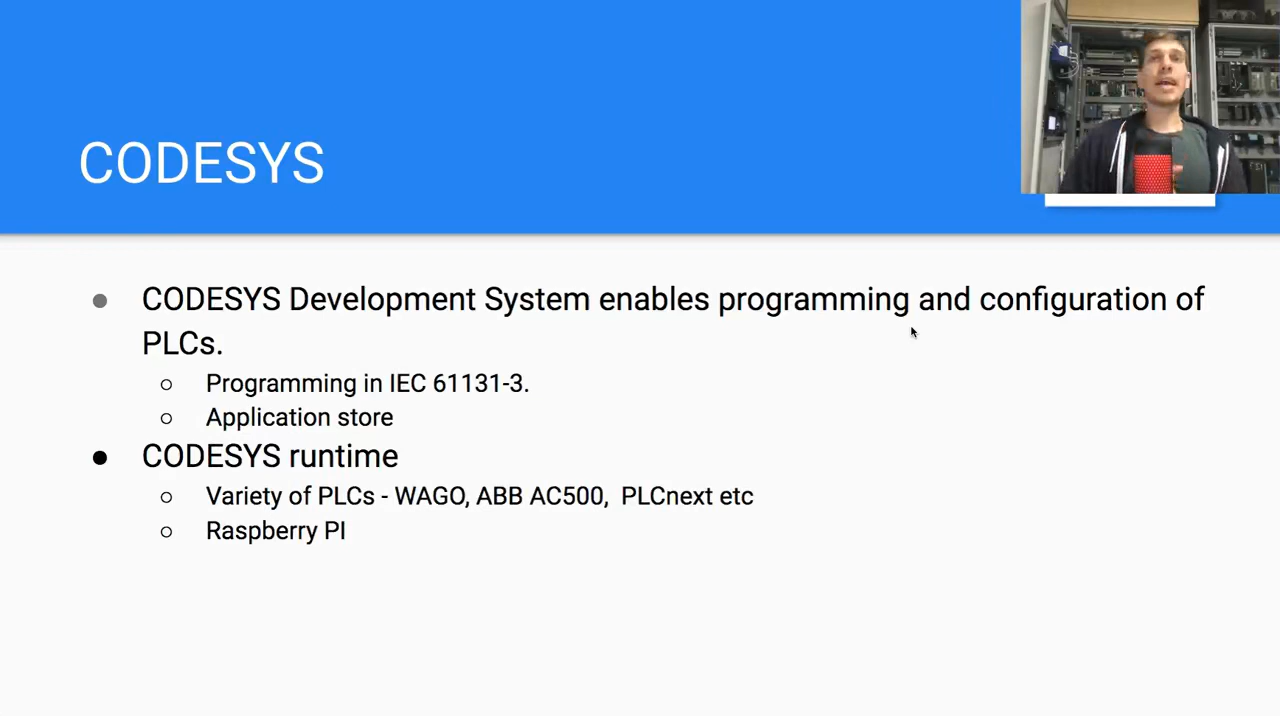 CODESYS
● CODESYS Development System enables programming and configuration of
PLCs.
○ Programming in IEC 61131-3.
○ Application store
● CODESYS runtime
○ Variety of PLCs - WAGO, ABB AC500,  PLCnext etc
○ Raspberry PI